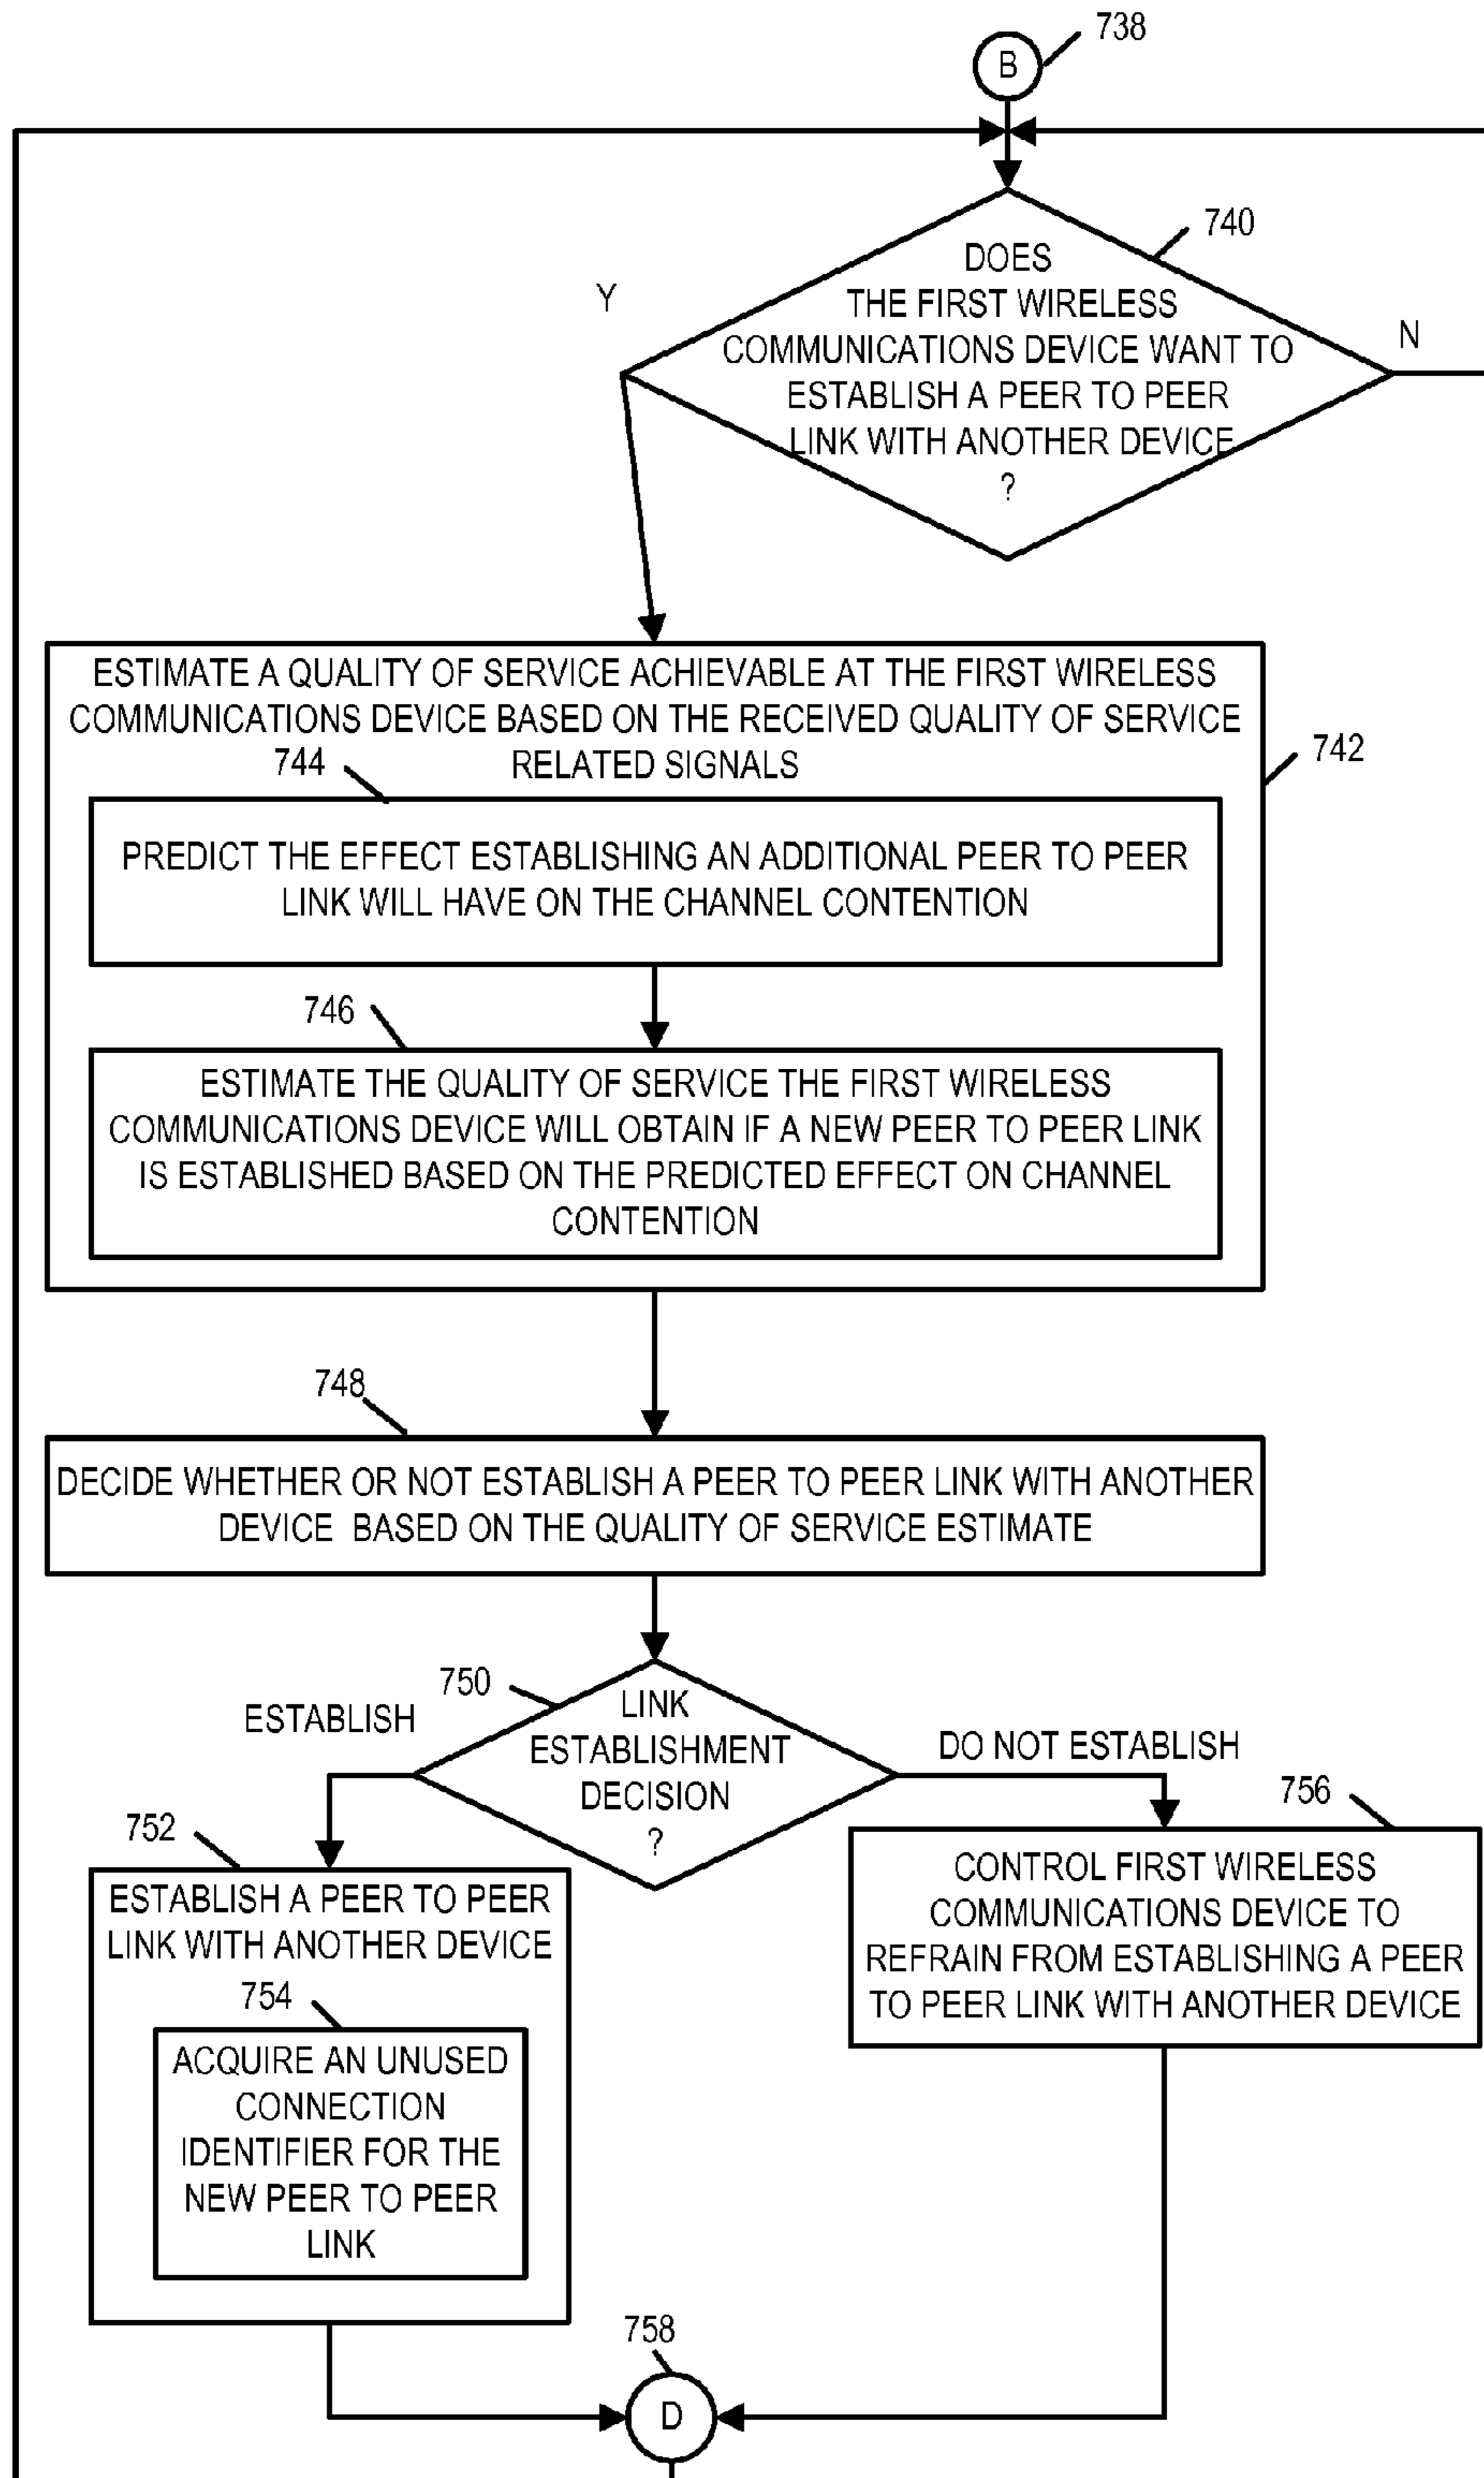 738
B
740
DOES
THE FIRST WIRELESS
COMMUNICATIONS DEVICE WANT TO
ESTABLISH A PEER TO PEER
LINK WITH ANOTHER DEVICE
?
Y
N
ESTIMATE A QUALITY OF SERVICE ACHIEVABLE AT THE FIRST WIRELESS
COMMUNICATIONS DEVICE BASED ON THE RECEIVED QUALITY OF SERVICE
RELATED SIGNALS
742
744
PREDICT THE EFFECT ESTABLISHING AN ADDITIONAL PEER TO PEER
LINK WILL HAVE ON THE CHANNEL CONTENTION
746
ESTIMATE THE QUALITY OF SERVICE THE FIRST WIRELESS
COMMUNICATIONS DEVICE WILL OBTAIN IF A NEW PEER TO PEER LINK
IS ESTABLISHED BASED ON THE PREDICTED EFFECT ON CHANNEL
CONTENTION
748
DECIDE WHETHER OR NOT ESTABLISH A PEER TO PEER LINK WITH ANOTHER
DEVICE BASED ON THE QUALITY OF SERVICE ESTIMATE
750
LINK
ESTABLISHMENT
DECISION
?
ESTABLISH
DO NOT ESTABLISH
752
ESTABLISH A PEER TO PEER
LINK WITH ANOTHER DEVICE
754
ACQUIRE AN UNUSED
CONNECTION
IDENTIFIER FOR THE
NEW PEER TO PEER
LINK
756
CONTROL FIRST WIRELESS
COMMUNICATIONS DEVICE TO
REFRAIN FROM ESTABLISHING A PEER
TO PEER LINK WITH ANOTHER DEVICE
758
D